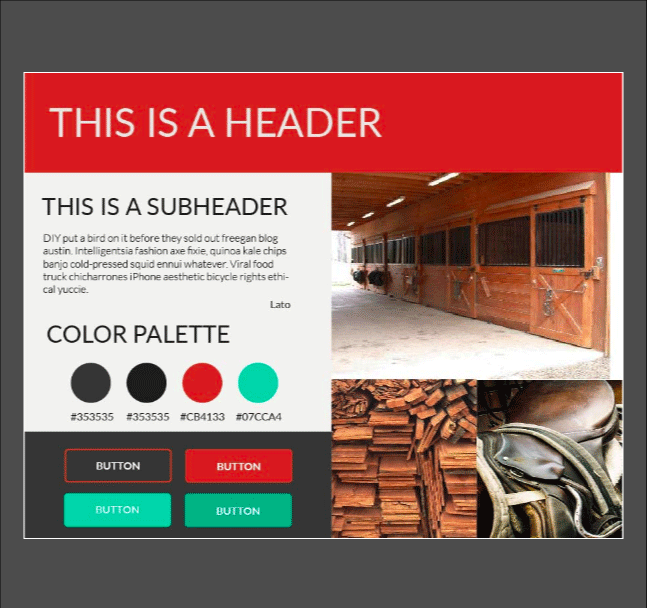 THIS IS A HEADER
THIS IS A SUBHEADER
DIY put a bird on it before they sold out freegan blog
austin. Intelligentsia fashion axe fixie, quinoa kale chips
banjo cold-pressed squid ennui whatever. Viral food
truck chicharrones iPhone aesthetic bicycle rights ethi-
cal yuccie.
Lato
COLOR PALETTE
#353535 #353535 #CB4133 #07CCA4
BUTTON BUTTON
BUTTON BUTTON